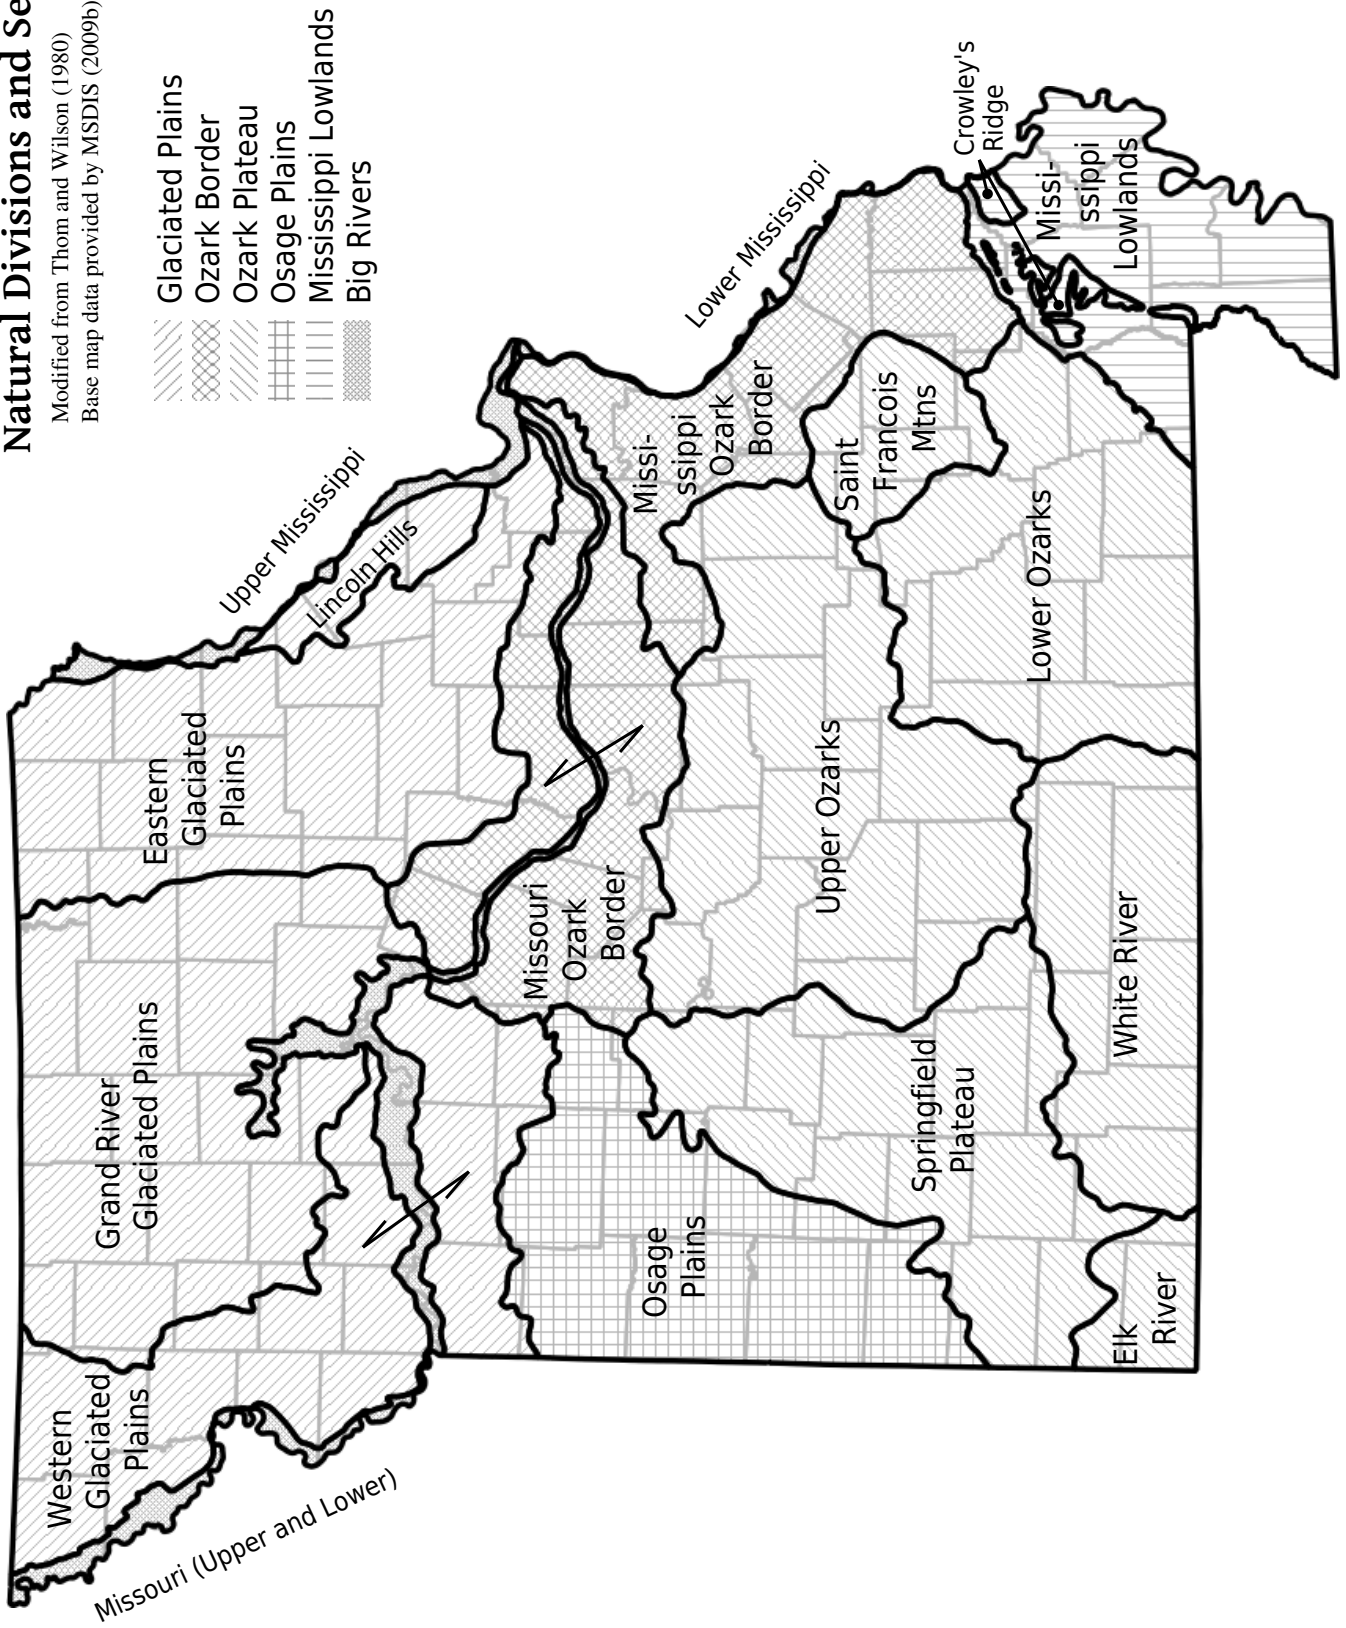 Natural Divisions and Se
Modified from Thom and Wilson (1980)
Base map data provided by MSDIS (2009b)
Glaciated Plains
Ozark Border
Ozark Plateau
Osage Plains
Mississippi Lowlands
Big Rivers
Western
Glaciated
Plains
Grand River
Glaciated Plains
Eastern
Glaciated
Plains
Upper Mississippi
Lincoln Hills
Missouri (Upper and Lower)
Missouri
Ozark
Border
Missi-
ssippi
Ozark
Border
Lower Mississippi
Osage
Plains
Upper Ozarks
Saint
Francois
Mtns
Crowley's
Ridge
Springfield
Plateau
Lower Ozarks
Missi-
ssippi
Lowlands
Elk
River
White River